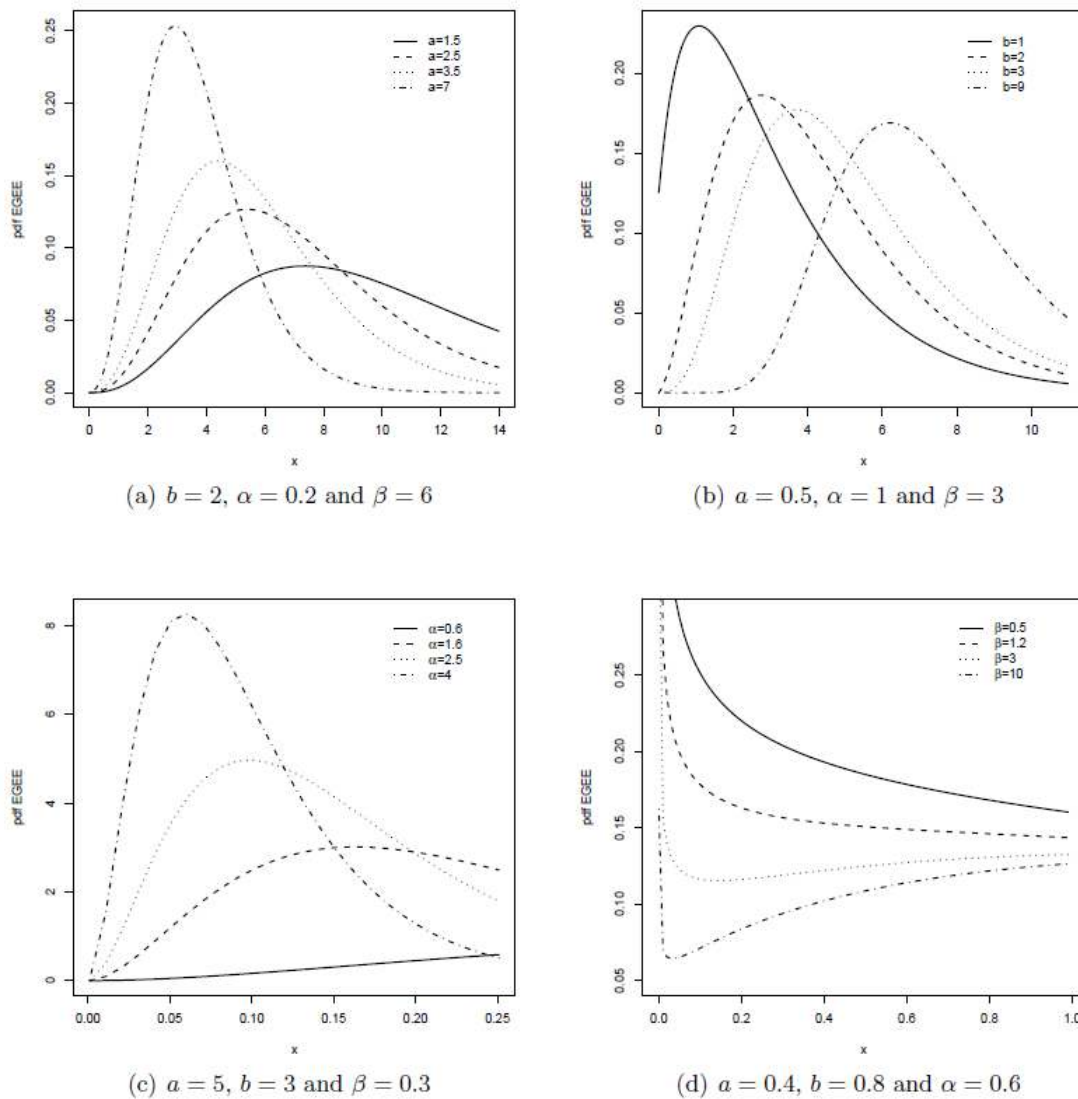 a=1.5
a=2.5
a=3.5
a=7
0.25
0.20
0.15
0.10
0.05
0.00
pdf EGEE
0 2 4 6 8 10 12 14
x
(a) b = 2, α = 0.2 and β = 6
b=1
b=2
b=3
b=9
0.20
0.15
0.10
0.05
0.00
pdf EGEE
0 2 4 6 8 10
x
(b) a = 0.5, α = 1 and β = 3
α=0.6
α=1.6
α=2.5
α=4
8
6
4
2
0
pdf EGEE
0.00 0.05 0.10 0.15 0.20 0.25
x
(c) a = 5, b = 3 and β = 0.3
β=0.5
β=1.2
β=3
β=10
0.25
0.20
0.15
0.10
0.05
pdf EGEE
0.0 0.2 0.4 0.6 0.8 1.0
x
(d) a = 0.4, b = 0.8 and α = 0.6